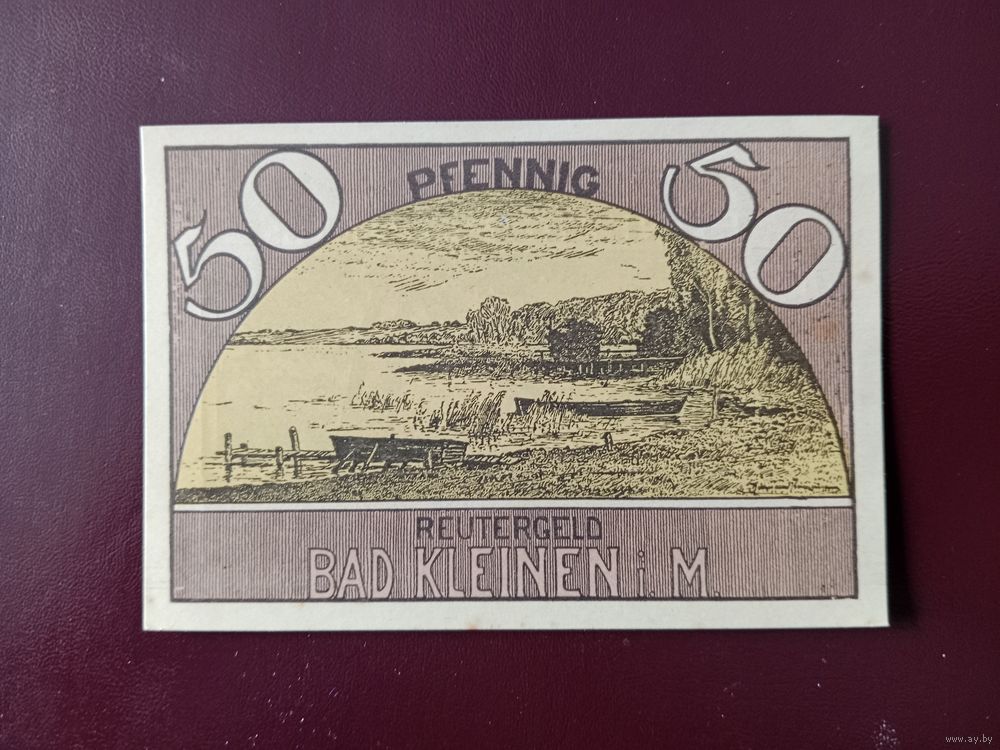 50 PFENNIG 50
REUTERGELD
BAD KLEINEN i. M.
www.ay.by